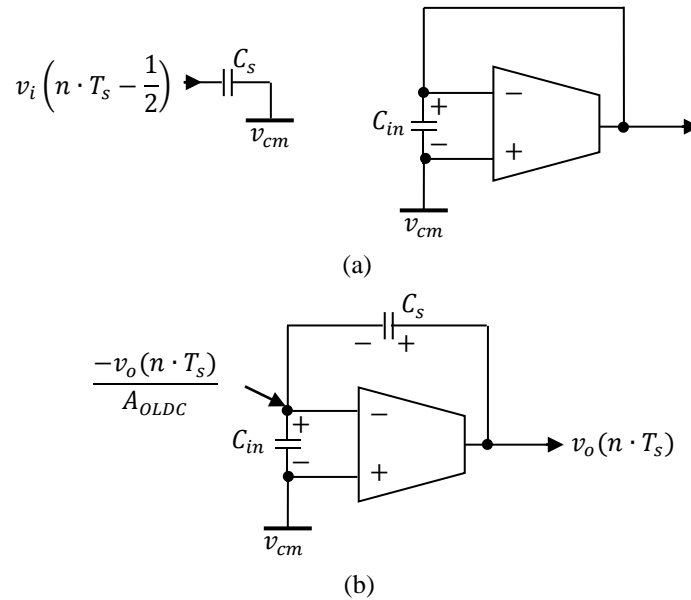 v_i (n · T_s − 1/2)
C_s
v_cm
C_in
+
−
−
+
v_cm
(a)
C_s
−
+
−v_o(n · T_s)
A_OLDC
C_in
+
−
−
+
v_o(n · T_s)
v_cm
(b)